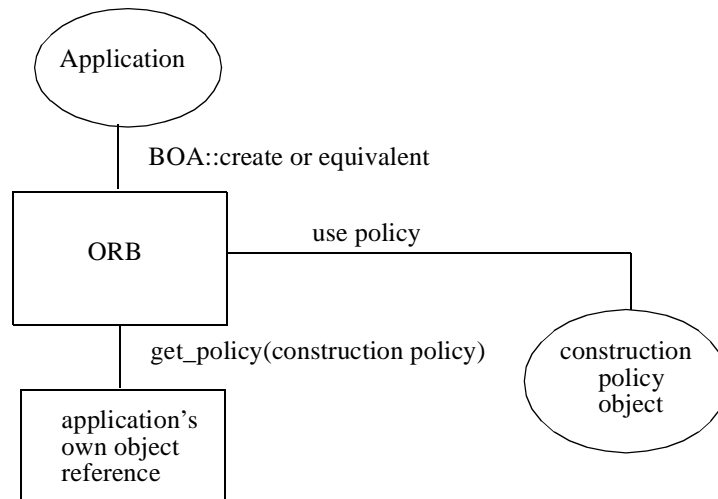 Application
BOA::create or equivalent
ORB
use policy
get_policy(construction policy)
construction
policy
object
application's
own object
reference